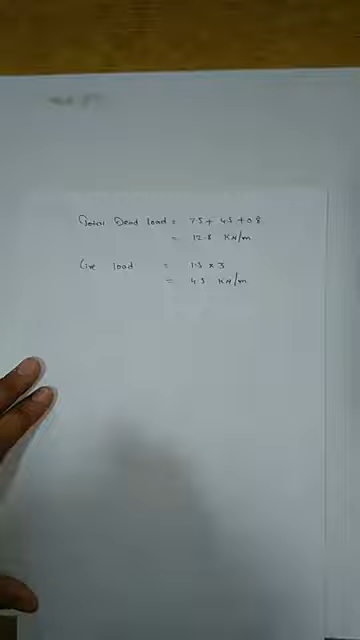 Total Dead load = 7.5 + 4.5 + 0.8
= 12.8 KN/m
Live load = 1.5 x 3
= 4.5 KN/m